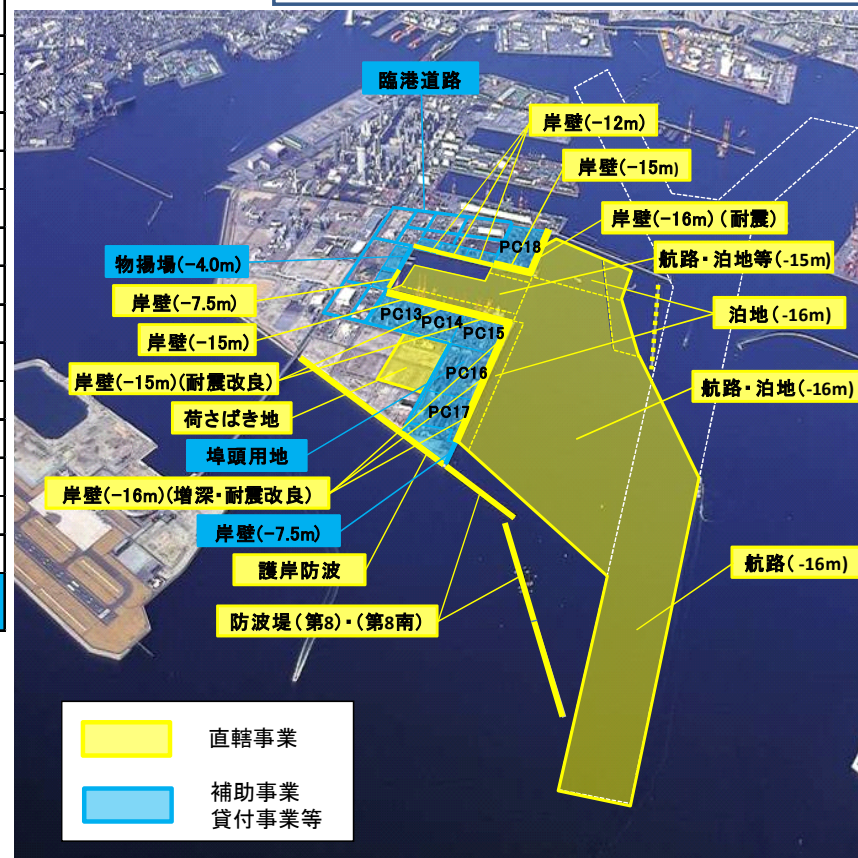 臨港道路
岸壁(-12m)
岸壁(-15m)
岸壁(-16m)(耐震)
PC18
航路・泊地等(-15m)
物揚場(-4.0m)
岸壁(-7.5m)
泊地(-16m)
PC13
PC14
PC15
岸壁(-15m)
岸壁(-15m)(耐震改良)
PC16
航路・泊地(-16m)
荷さばき地
PC17
埠頭用地
岸壁(-16m)(増深・耐震改良)
岸壁(-7.5m)
護岸防波
航路(-16m)
防波堤(第8)・(第8南)
直轄事業
補助事業
貸付事業等